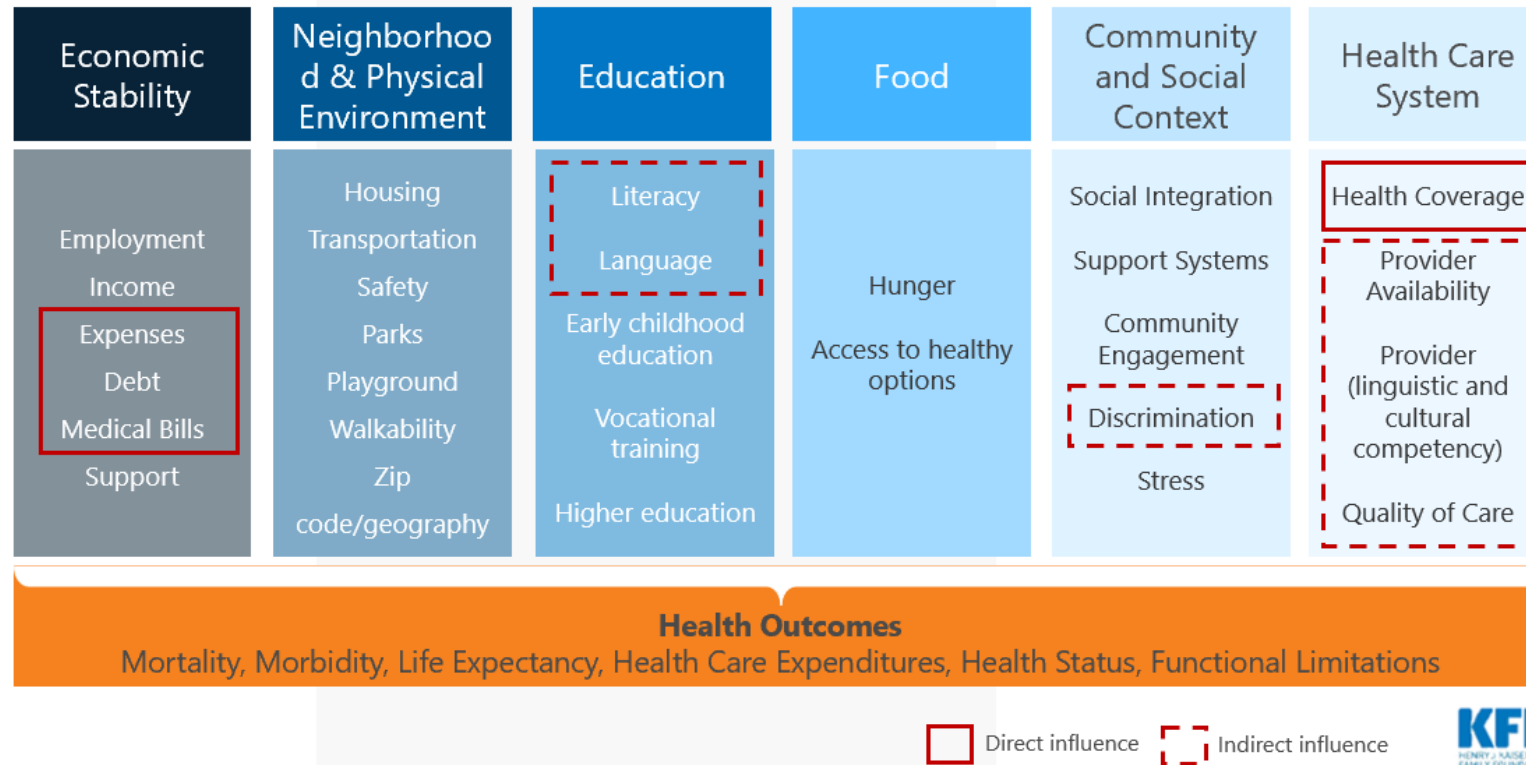 Economic
Stability
Neighborhoo
d & Physical
Environment
Education
Food
Community
and Social
Context
Health Care
System
Employment
Income
Expenses
Debt
Medical Bills
Support
Housing
Transportation
Safety
Parks
Playground
Walkability
Zip
code/geography
Literacy
Language
Early childhood
education
Vocational
training
Higher education
Hunger
Access to healthy
options
Social Integration
Support Systems
Community
Engagement
Discrimination
Stress
Health Coverage
Provider
Availability
Provider
(linguistic and
cultural
competency)
Quality of Care
Health Outcomes
Mortality, Morbidity, Life Expectancy, Health Care Expenditures, Health Status, Functional Limitations
Direct influence
Indirect influence
HENRY J KAISER